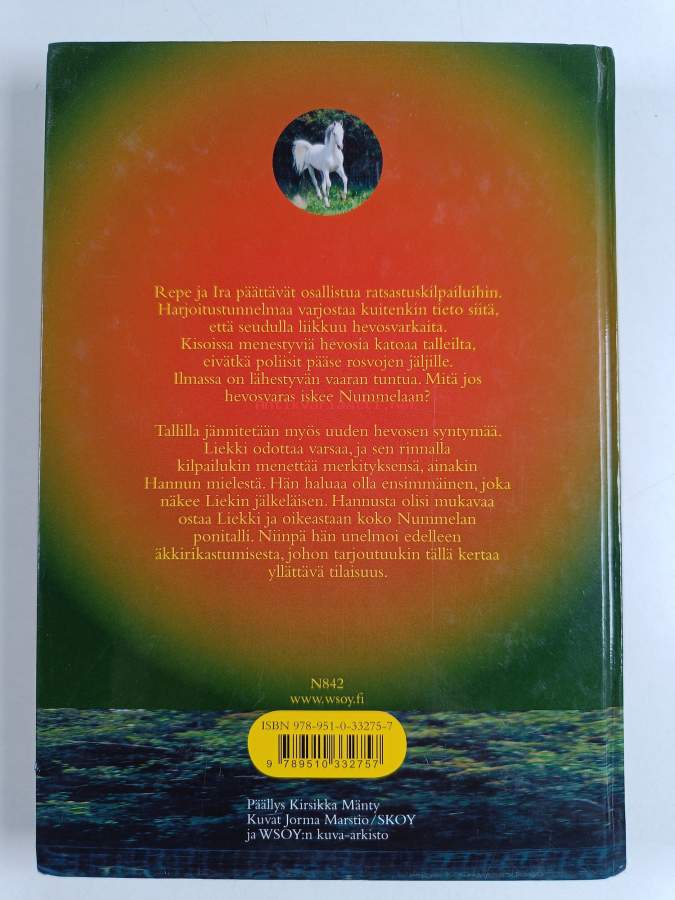 Repe ja Ira päättävät osallistua ratsastuskilpailuihin.
Harjoitustunnelmaa varjostaa kuitenkin tieto siitä,
että seudulla liikkuu hevosvarkaita.
Kisoissa menestyviä hevosia katoaa talleilta,
eivätkä poliisit pääse rosvojen jäljille.
Ilmassa on lähestyvän vaaran tuntua. Mitä jos
hevosvaras iskee Nummelaan?
Tallilla jännitetään myös uuden hevosen syntymää.
Liekki odottaa varsaa, ja sen rinnalla
kilpailukin menettää merkityksensä, ainakin
Hannun mielestä. Hän haluaa olla ensimmäinen, joka
näkee Liekin jälkeläisen. Hannusta olisi mukavaa
ostaa Liekki ja oikeastaan koko Nummelan
ponitalli. Niinpä hän unelmoi edelleen
äkkirikastumisesta, johon tarjoutuukin tällä kertaa
yllättävä tilaisuus.
N842
www.wsoy.fi
ISBN 978-951-0-33275-7
9 789510 332757
Päällys Kirsikka Mänty
Kuvat Jorma Marstio/SKOY
ja WSOY:n kuva-arkisto